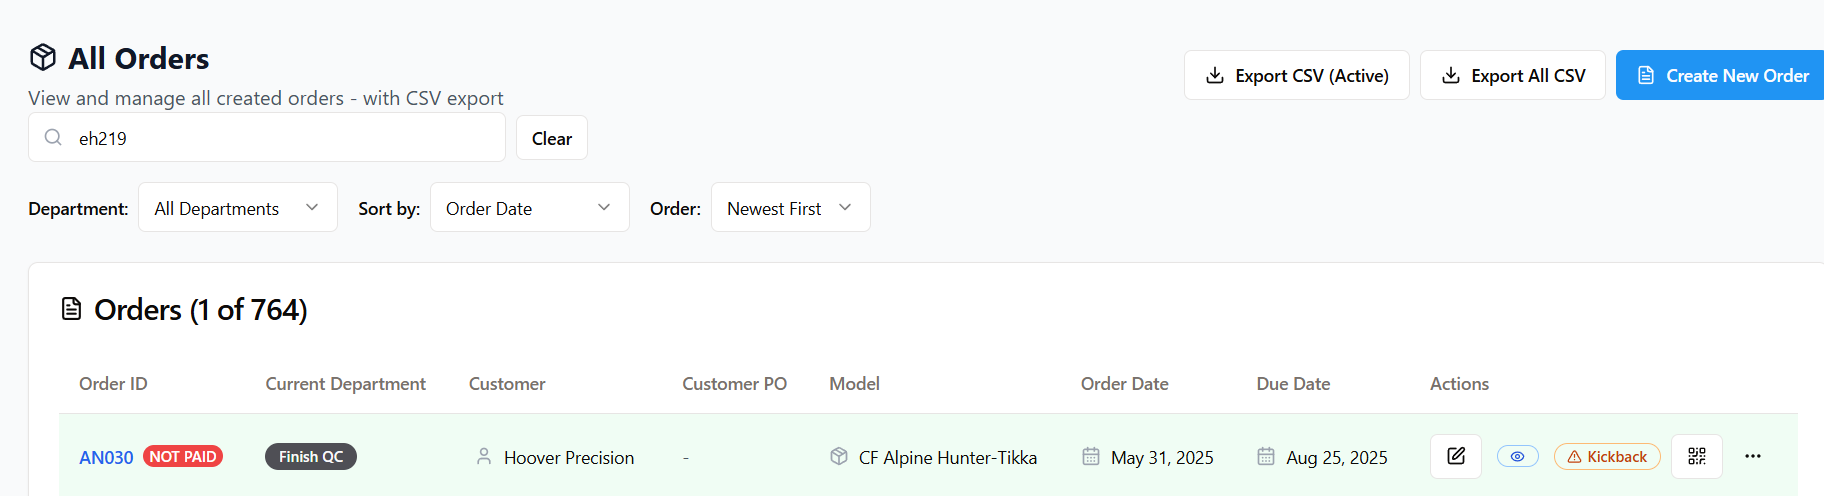 All Orders
View and manage all created orders - with CSV export
Export CSV (Active)
Export All CSV
Create New Order
eh219
Clear
Department: All Departments Sort by: Order Date Order: Newest First
Orders (1 of 764)
Order ID Current Department Customer Customer PO Model Order Date Due Date Actions
AN030 NOT PAID Finish QC Hoover Precision - CF Alpine Hunter-Tikka May 31, 2025 Aug 25, 2025 Kickback